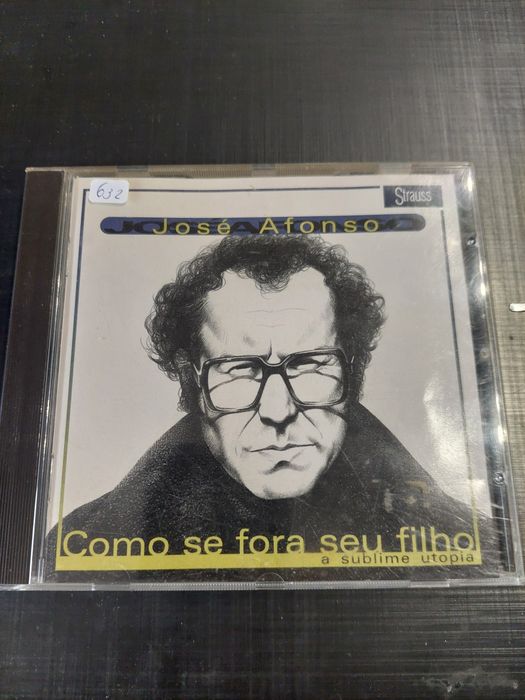 632
Strauss
José Afonso
Como se fora seu filho
a sublime utopia